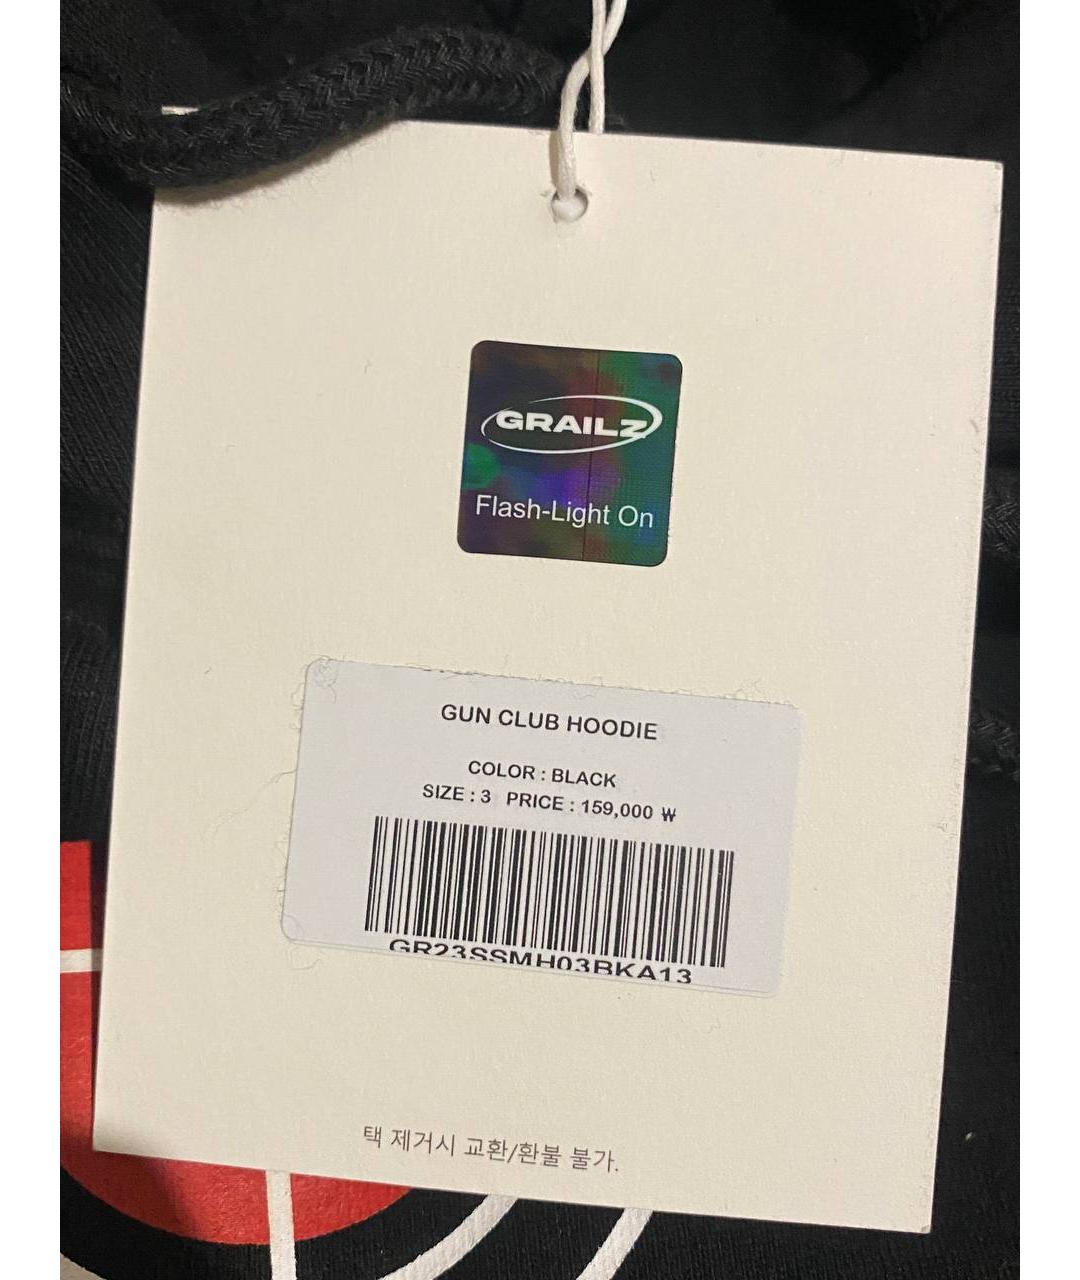 GRAILZ
Flash-Light On
GUN CLUB HOODIE
COLOR : BLACK
SIZE : 3 PRICE : 159,000 ₩
GR23SSMH03BKA13
택 제거시 교환/환불 불가.